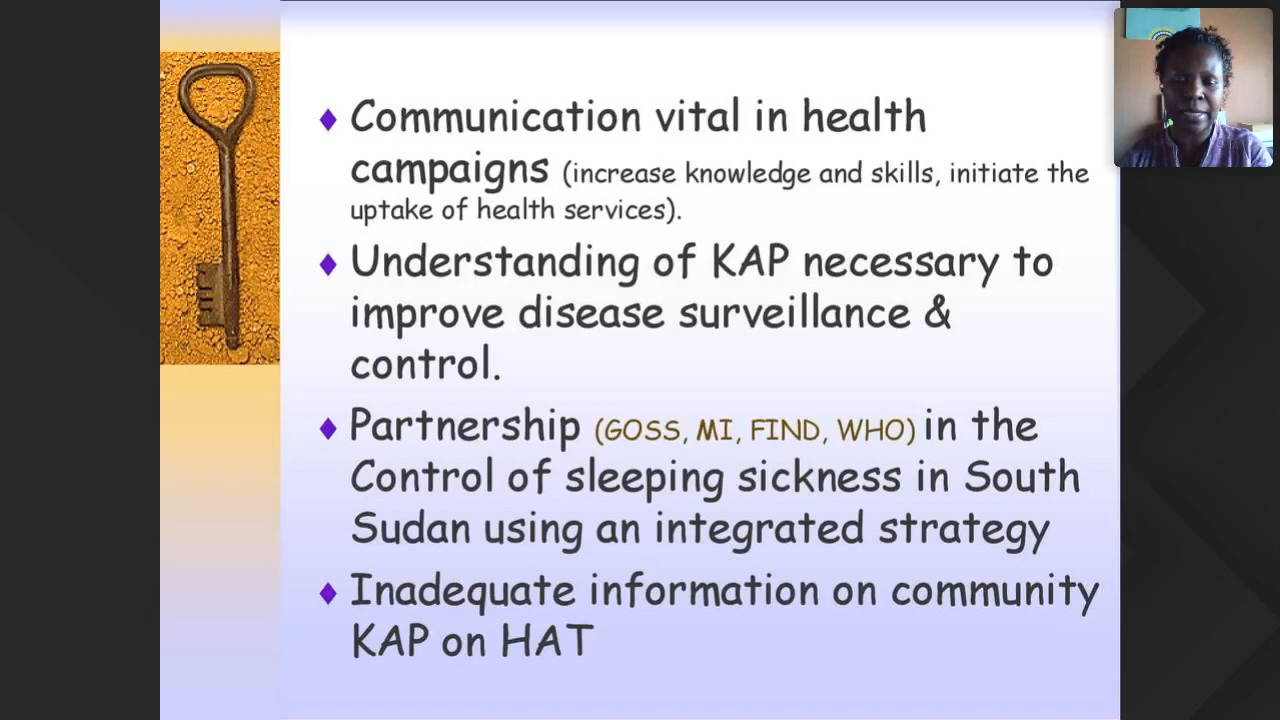 Communication vital in health
campaigns (increase knowledge and skills, initiate the
uptake of health services).
Understanding of KAP necessary to
improve disease surveillance &
control.
Partnership (GOSS, MI, FIND, WHO) in the
Control of sleeping sickness in South
Sudan using an integrated strategy
Inadequate information on community
KAP on HAT